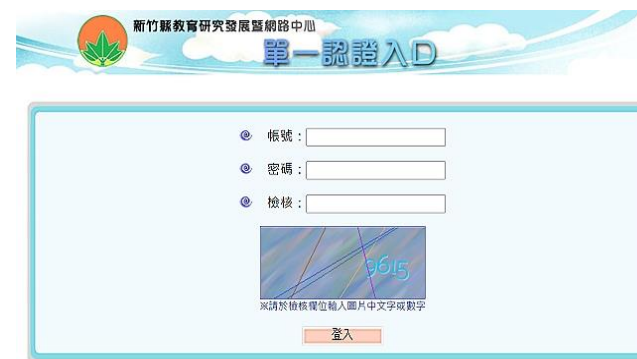 新竹縣教育研究發展暨網路中心
單一認證入口
帳號：
密碼：
檢核：
9615
※請於檢核欄位輸入圖片中文字或數字
登入